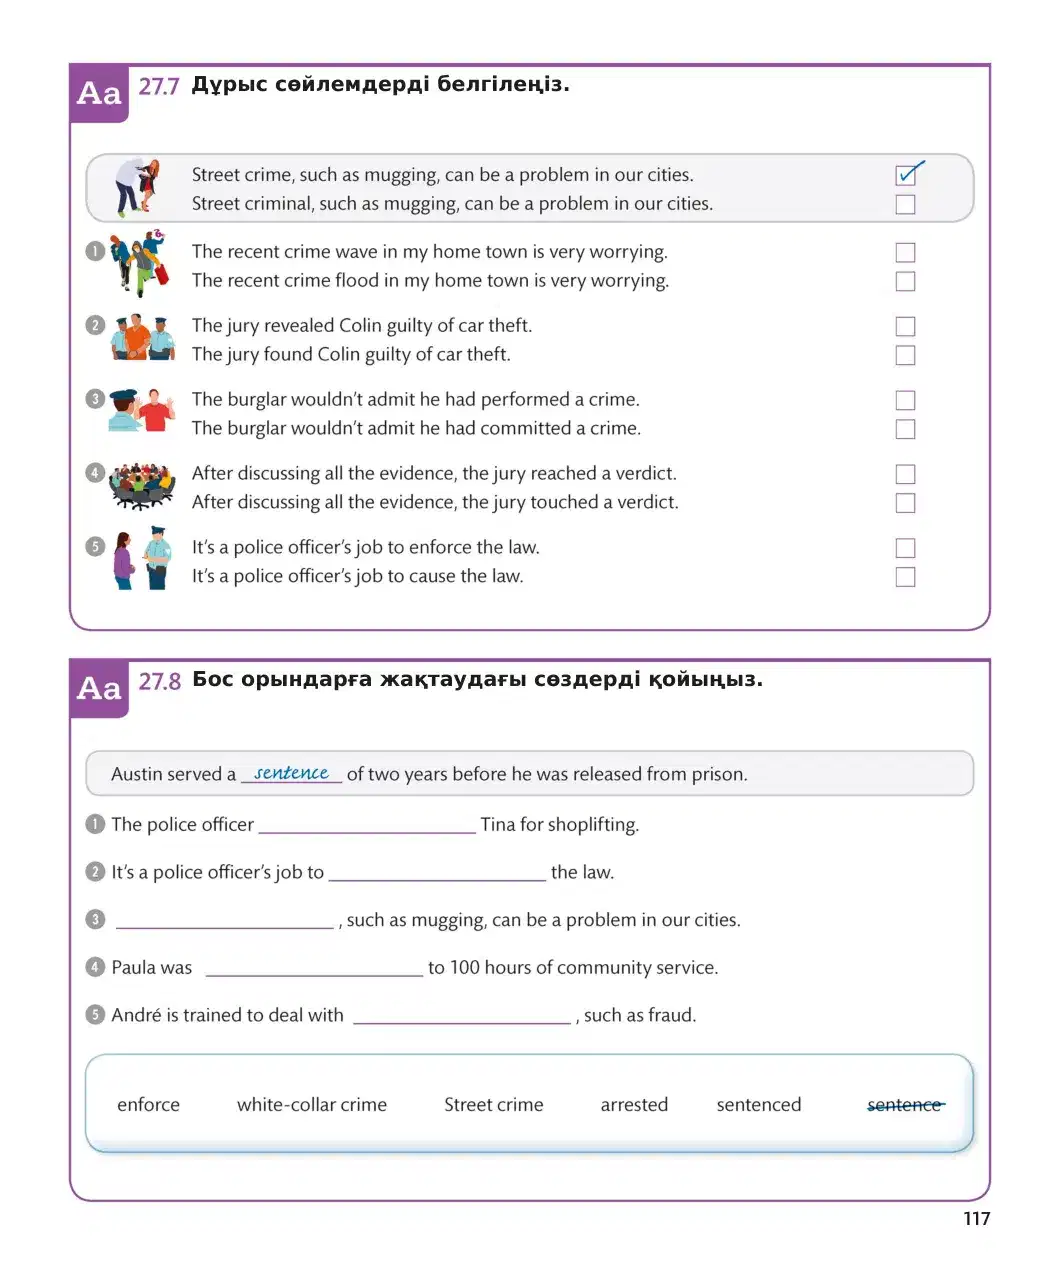 Aa 27.7 Дұрыс сөйлемдерді белгілеңіз.
Street crime, such as mugging, can be a problem in our cities.
Street criminal, such as mugging, can be a problem in our cities.
1 The recent crime wave in my home town is very worrying.
The recent crime flood in my home town is very worrying.
2 The jury revealed Colin guilty of car theft.
The jury found Colin guilty of car theft.
3 The burglar wouldn't admit he had performed a crime.
The burglar wouldn't admit he had committed a crime.
4 After discussing all the evidence, the jury reached a verdict.
After discussing all the evidence, the jury touched a verdict.
5 It's a police officer's job to enforce the law.
It's a police officer's job to cause the law.
Aa 27.8 Бос орындарға жақтаудағы сөздерді қойыңыз.
Austin served a sentence of two years before he was released from prison.
1 The police officer ____________ Tina for shoplifting.
2 It's a police officer's job to ____________ the law.
3 ____________ , such as mugging, can be a problem in our cities.
4 Paula was ____________ to 100 hours of community service.
5 André is trained to deal with ____________ , such as fraud.
enforce white-collar crime Street crime arrested sentenced sentence
117